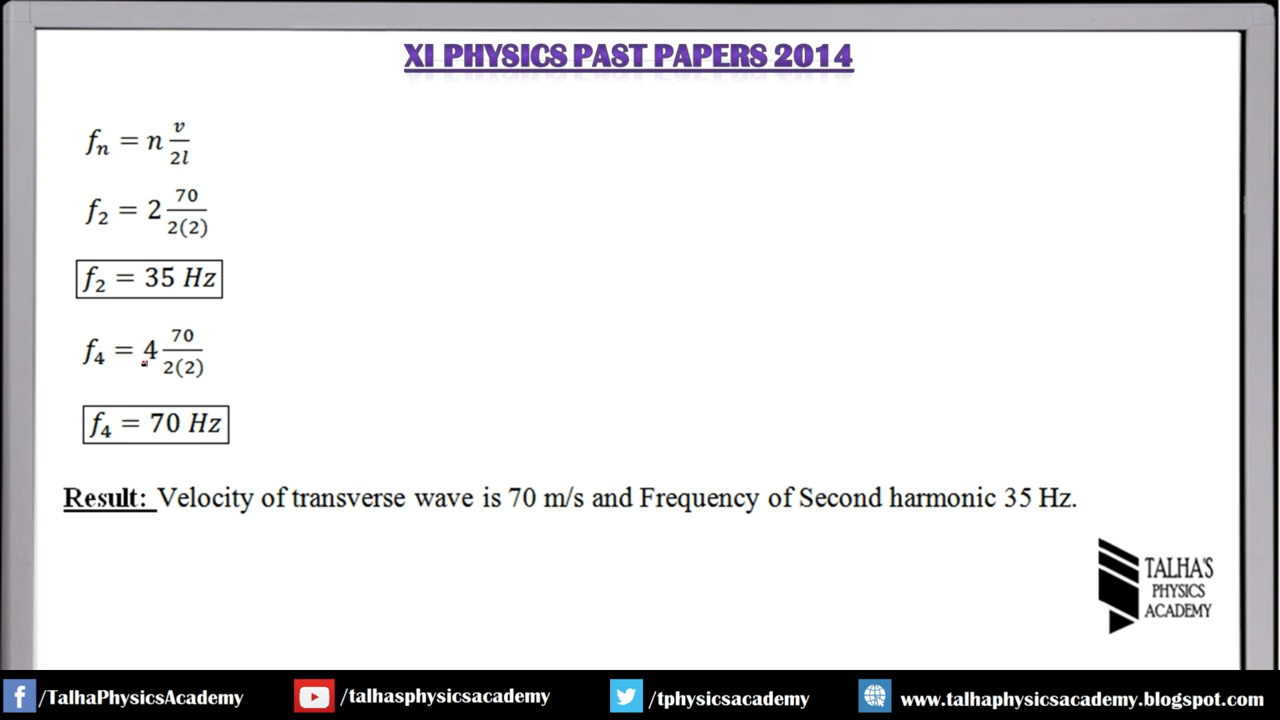 XI PHYSICS PAST PAPERS 2014
fₙ = n v/2l
f₂ = 2 70/2(2)
f₂ = 35 Hz
f₄ = 4 70/2(2)
f₄ = 70 Hz
Result: Velocity of transverse wave is 70 m/s and Frequency of Second harmonic 35 Hz.
TALHA'S
PHYSICS
ACADEMY
/TalhaPhysicsAcademy /talhasphysicsacademy /tphysicsacademy www.talhaphysicsacademy.blogspot.com